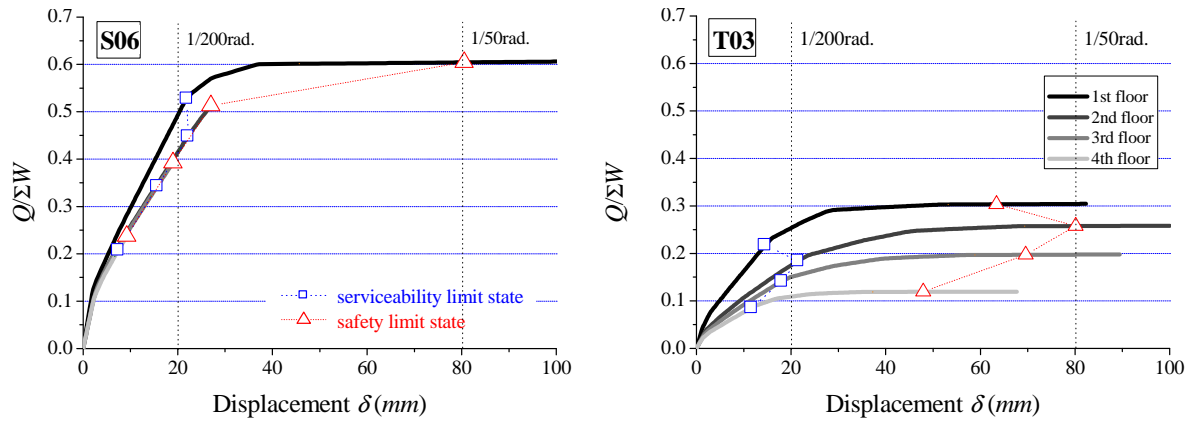 S06
1/200rad.
1/50rad.
0.7
0.6
0.5
0.4
0.3
0.2
0.1
0.0
Q/ΣW
serviceability limit state
safety limit state
0 20 40 60 80 100
Displacement δ (mm)
T03
1/200rad.
1/50rad.
1st floor
2nd floor
3rd floor
4th floor
0.7
0.6
0.5
0.4
0.3
0.2
0.1
0.0
Q/ΣW
0 20 40 60 80 100
Displacement δ (mm)